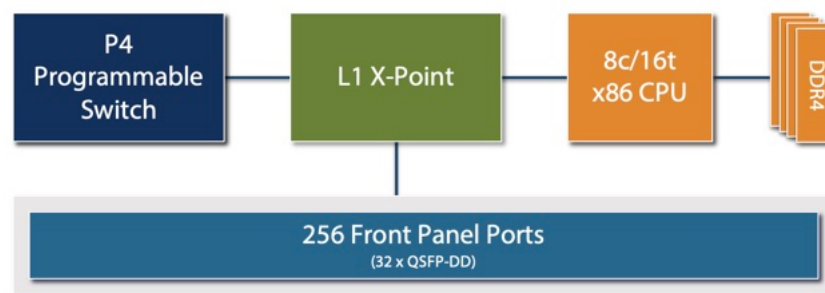 P4
Programmable
Switch
L1 X-Point
8c/16t
x86 CPU
DDR4
256 Front Panel Ports
(32 x QSFP-DD)